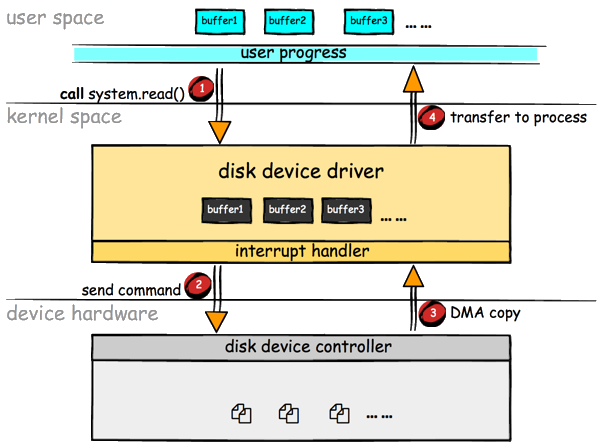 user space
buffer1 buffer2 buffer3 ... ...
user progress
call system.read() 1
kernel space
4 transfer to process
disk device driver
buffer1 buffer2 buffer3 ... ...
interrupt handler
send command 2
device hardware
3 DMA copy
disk device controller
... ...